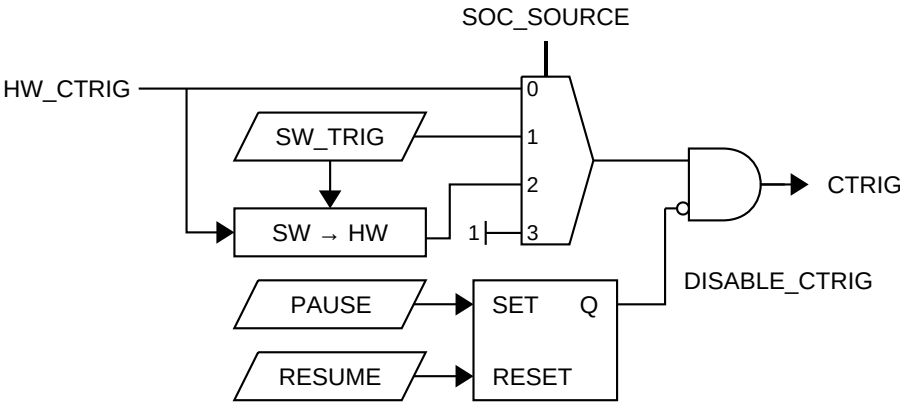 SOC_SOURCE
HW_CTRIG
0
SW_TRIG
1
2
CTRIG
SW → HW
1
3
PAUSE
SET
Q
DISABLE_CTRIG
RESUME
RESET